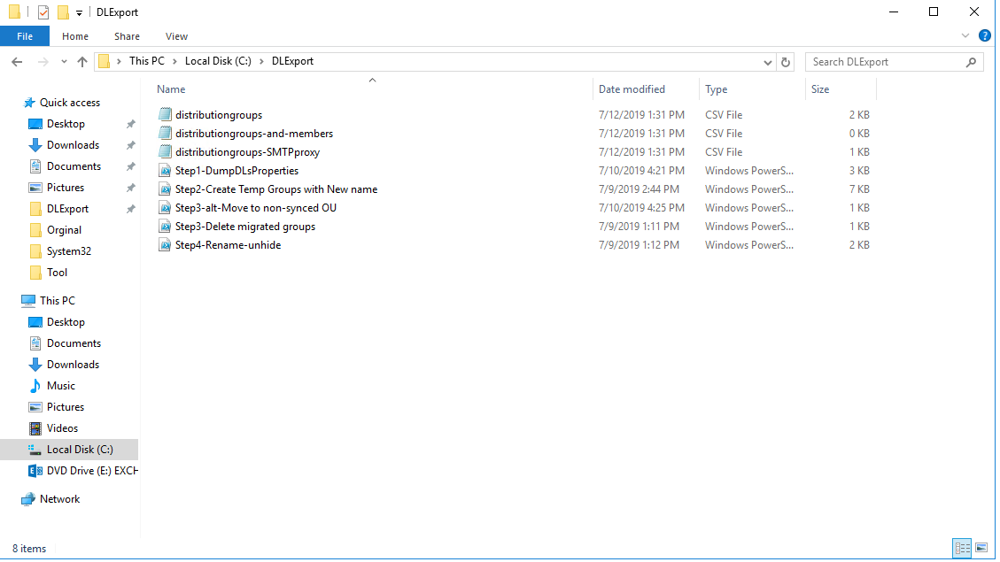 DLExport
File Home Share View
This PC Local Disk (C:) DLExport Search DLExport
Name Date modified Type Size
distributiongroups 7/12/2019 1:31 PM CSV File 2 KB
distributiongroups-and-members 7/12/2019 1:31 PM CSV File 0 KB
distributiongroups-SMTPproxy 7/12/2019 1:31 PM CSV File 1 KB
Step1-DumpDLsProperties 7/10/2019 4:21 PM Windows PowerS... 3 KB
Step2-Create Temp Groups with New name 7/9/2019 2:44 PM Windows PowerS... 7 KB
Step3-alt-Move to non-synced OU 7/10/2019 4:25 PM Windows PowerS... 1 KB
Step3-Delete migrated groups 7/9/2019 1:11 PM Windows PowerS... 1 KB
Step4-Rename-unhide 7/9/2019 1:12 PM Windows PowerS... 2 KB
Quick access
Desktop
Downloads
Documents
Pictures
DLExport
Orginal
System32
Tool
This PC
Desktop
Documents
Downloads
Music
Pictures
Videos
Local Disk (C:)
DVD Drive (E:) EXCH
Network
8 items